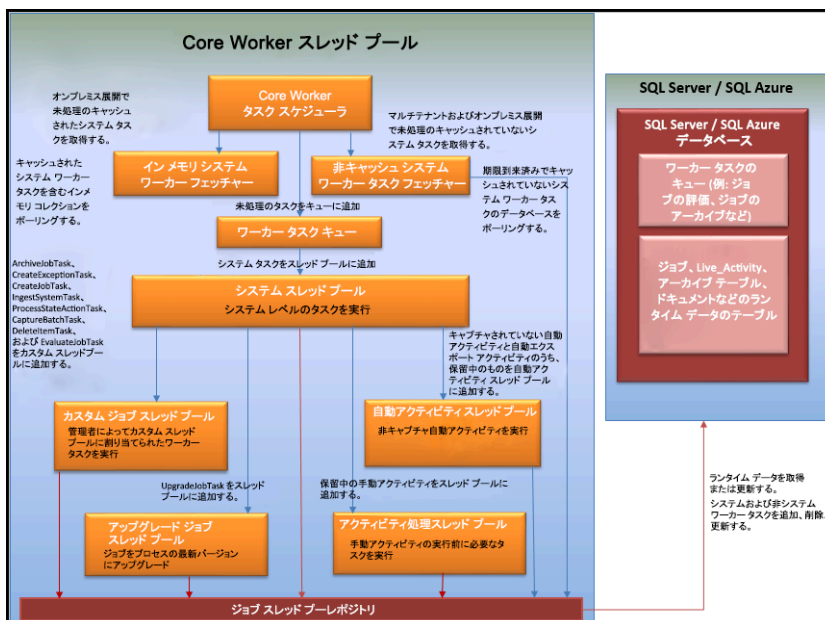 Core Worker スレッド プール
オンプレミス展開で
未処理のキャッシュ
されたシステム タス
クを取得する。
Core Worker
タスク スケジューラ
マルチテナントおよびオンプレミス展開
で未処理のキャッシュされていないシ
ステム タスクを取得する。
キャッシュされた
システム ワーカー
タスクを含むインメ
モリ コレクションを
ポーリングする。
イン メモリ システム
ワーカー フェッチャー
非キャッシュ システム
ワーカー タスク フェッチャー
期限到来済みでキャッ
シュされていないシス
テム ワーカー タス
クのデータベースを
ポーリングする。
未処理のタスクをキューに追加
ワーカー タスク キュー
システム タスクをスレッド プールに追加
システム スレッド プール
システム レベルのタスクを実行
ArchiveJobTask、
CreateExceptionTask、
CreateJobTask、
IngestSystemTask、
ProcessStateActionTask、
CaptureBatchTask、
DeleteItemTask、
および EvaluateJobTask
をカスタム スレッドプー
ルに追加する。
キャプチャされていない自動
アクティビティと自動エクス
ポート アクティビティのうち、
保留中のものを自動アク
ティビティ スレッド プール
に追加する。
カスタム ジョブ スレッド プール
管理者によってカスタム スレッド
プールに割り当てられたワーカー
タスクを実行
自動アクティビティ スレッド プール
非キャプチャ自動アクティビティを実行
UpgradeJobTask をスレッド
プールに追加する。
保留中の手動アクティビティをスレッド プールに
追加する。
アップグレード ジョブ
スレッド プール
ジョブをプロセスの最新バージョン
にアップグレード
アクティビティ処理スレッド プール
手動アクティビティの実行前に必要なタ
スクを実行
ジョブ スレッド プーレポジトリ
SQL Server / SQL Azure
SQL Server / SQL Azure
データベース
ワーカー タスクの
キュー (例: ジョ
ブの評価、ジョブの
アーカイブなど)
ジョブ、Live_Activity、
アーカイブ テーブル、
ドキュメントなどのラン
タイム データのテーブル
ランタイム データを取得
または更新する。
システムおよび非システム
ワーカー タスクを追加、削除、
更新する。